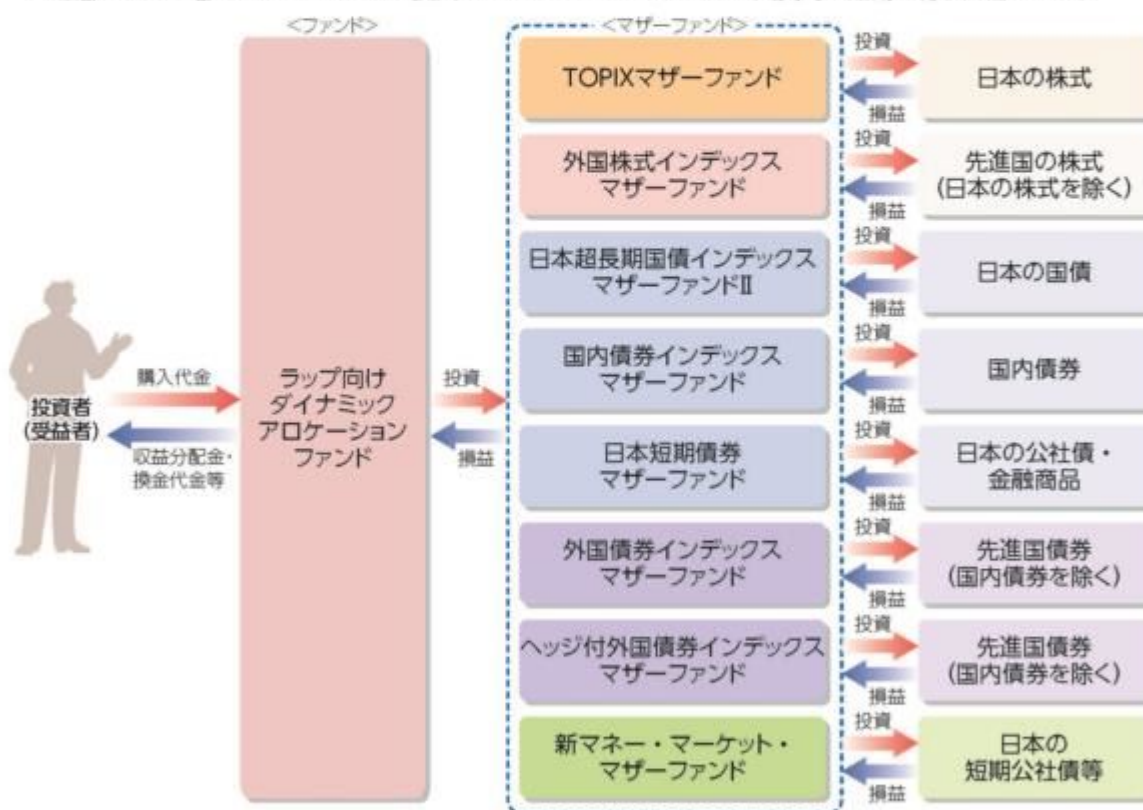 <ファンド>
<マザーファンド>
投資者
(受益者)
購入代金
収益分配金・
換金代金等
ラップ向け
ダイナミック
アロケーション
ファンド
投資
損益
TOPIXマザーファンド
投資
損益
日本の株式
外国株式インデックス
マザーファンド
投資
損益
先進国の株式
(日本の株式を除く)
日本超長期国債インデックス
マザーファンドⅡ
投資
損益
日本の国債
国内債券インデックス
マザーファンド
投資
損益
国内債券
日本短期債券
マザーファンド
投資
損益
日本の公社債・
金融商品
外国債券インデックス
マザーファンド
投資
損益
先進国債券
(国内債券を除く)
ヘッジ付外国債券インデックス
マザーファンド
投資
損益
先進国債券
(国内債券を除く)
新マネー・マーケット・
マザーファンド
投資
損益
日本の
短期公社債等